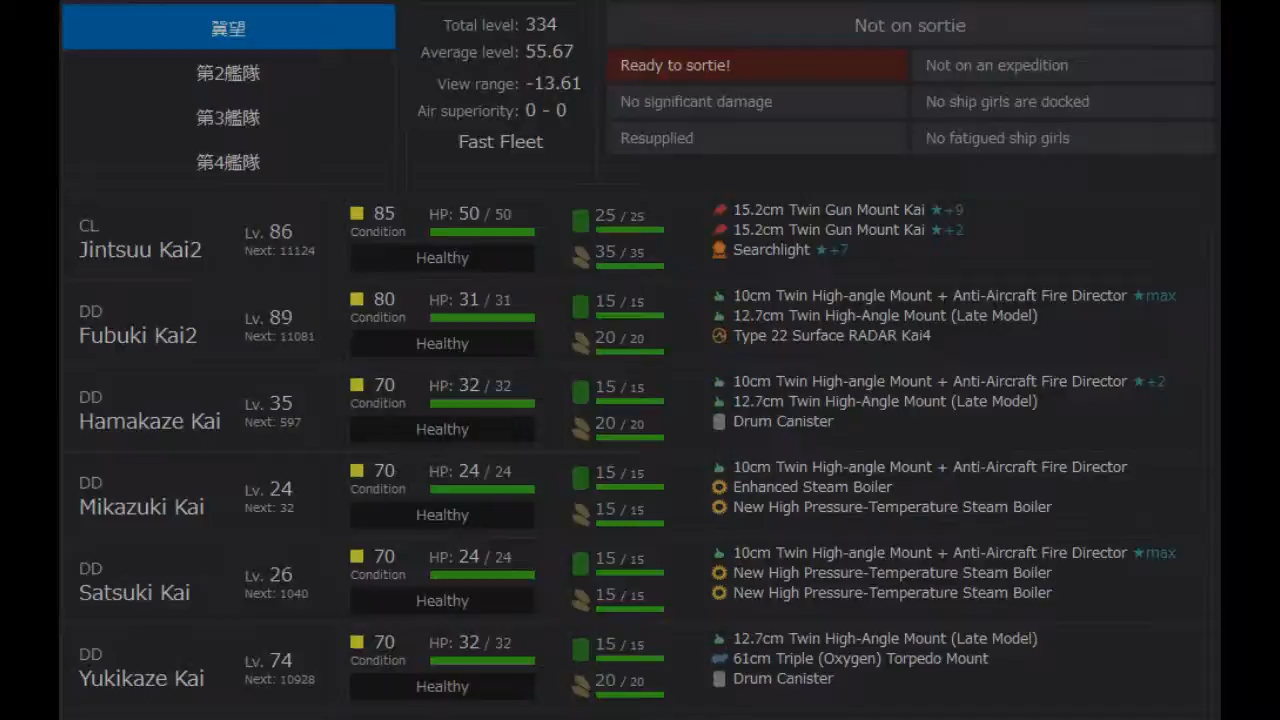 翼望
第2艦隊
第3艦隊
第4艦隊
Total level: 334
Average level: 55.67
View range: -13.61
Air superiority: 0 - 0
Fast Fleet
Not on sortie
Ready to sortie!
Not on an expedition
No significant damage
No ship girls are docked
Resupplied
No fatigued ship girls
CL
Jintsuu Kai2
Lv. 86
Next: 11124
85
Condition
HP: 50 / 50
Healthy
25 / 25
35 / 35
15.2cm Twin Gun Mount Kai ★+9
15.2cm Twin Gun Mount Kai ★+2
Searchlight ★+7
DD
Fubuki Kai2
Lv. 89
Next: 11081
80
Condition
HP: 31 / 31
Healthy
15 / 15
20 / 20
10cm Twin High-angle Mount + Anti-Aircraft Fire Director ★max
12.7cm Twin High-Angle Mount (Late Model)
Type 22 Surface RADAR Kai4
DD
Hamakaze Kai
Lv. 35
Next: 597
70
Condition
HP: 32 / 32
Healthy
15 / 15
20 / 20
10cm Twin High-angle Mount + Anti-Aircraft Fire Director ★+2
12.7cm Twin High-Angle Mount (Late Model)
Drum Canister
DD
Mikazuki Kai
Lv. 24
Next: 32
70
Condition
HP: 24 / 24
Healthy
15 / 15
15 / 15
10cm Twin High-angle Mount + Anti-Aircraft Fire Director
Enhanced Steam Boiler
New High Pressure-Temperature Steam Boiler
DD
Satsuki Kai
Lv. 26
Next: 1040
70
Condition
HP: 24 / 24
Healthy
15 / 15
15 / 15
10cm Twin High-angle Mount + Anti-Aircraft Fire Director ★max
New High Pressure-Temperature Steam Boiler
New High Pressure-Temperature Steam Boiler
DD
Yukikaze Kai
Lv. 74
Next: 10928
70
Condition
HP: 32 / 32
Healthy
15 / 15
20 / 20
12.7cm Twin High-Angle Mount (Late Model)
61cm Triple (Oxygen) Torpedo Mount
Drum Canister